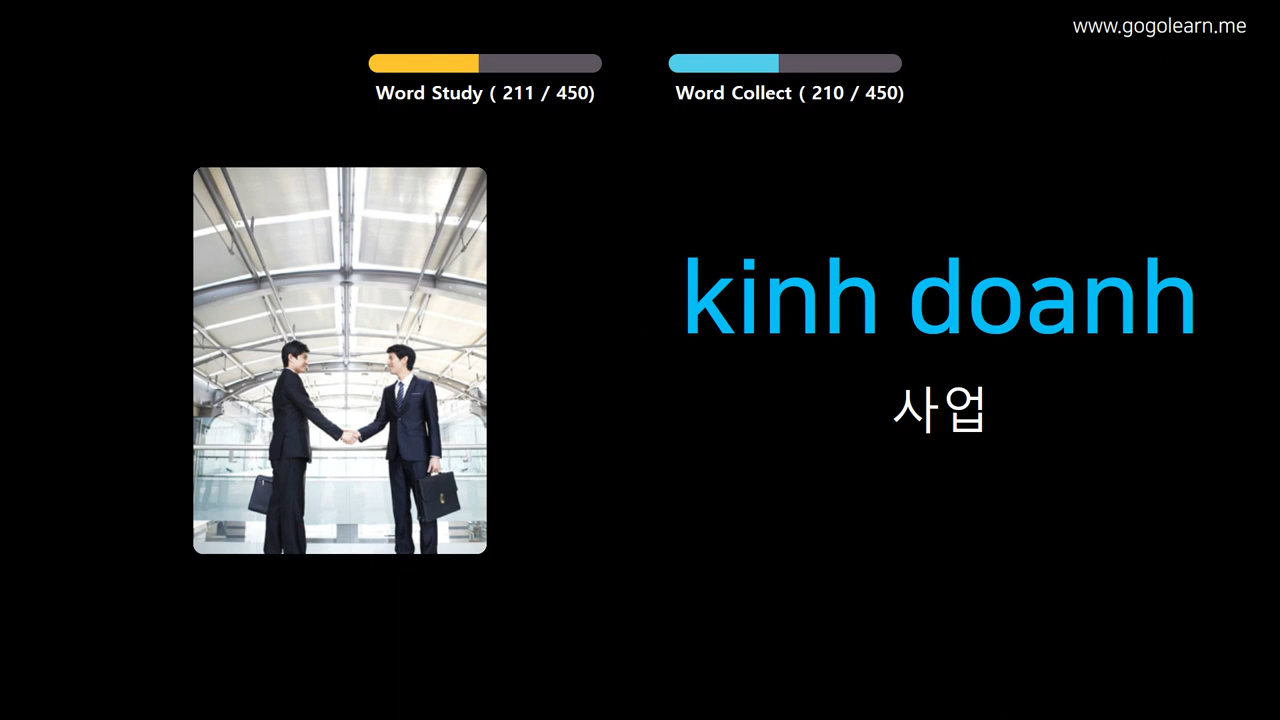 www.gogolearn.me
Word Study ( 211 / 450)
Word Collect ( 210 / 450)
kinh doanh
사업